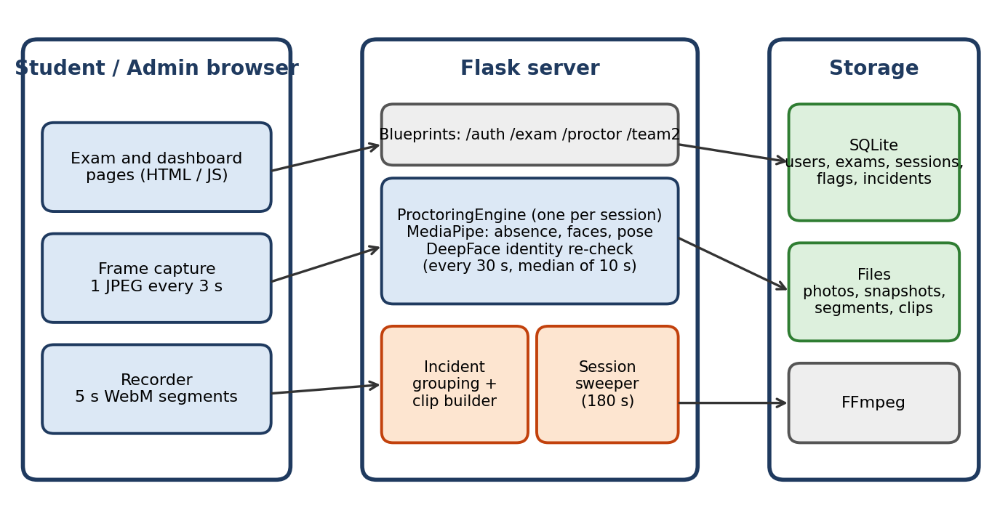 Student / Admin browser
Exam and dashboard
pages (HTML / JS)
Frame capture
1 JPEG every 3 s
Recorder
5 s WebM segments
Flask server
Blueprints: /auth /exam /proctor /team2
ProctoringEngine (one per session)
MediaPipe: absence, faces, pose
DeepFace identity re-check
(every 30 s, median of 10 s)
Incident
grouping +
clip builder
Session
sweeper
(180 s)
Storage
SQLite
users, exams, sessions,
flags, incidents
Files
photos, snapshots,
segments, clips
FFmpeg